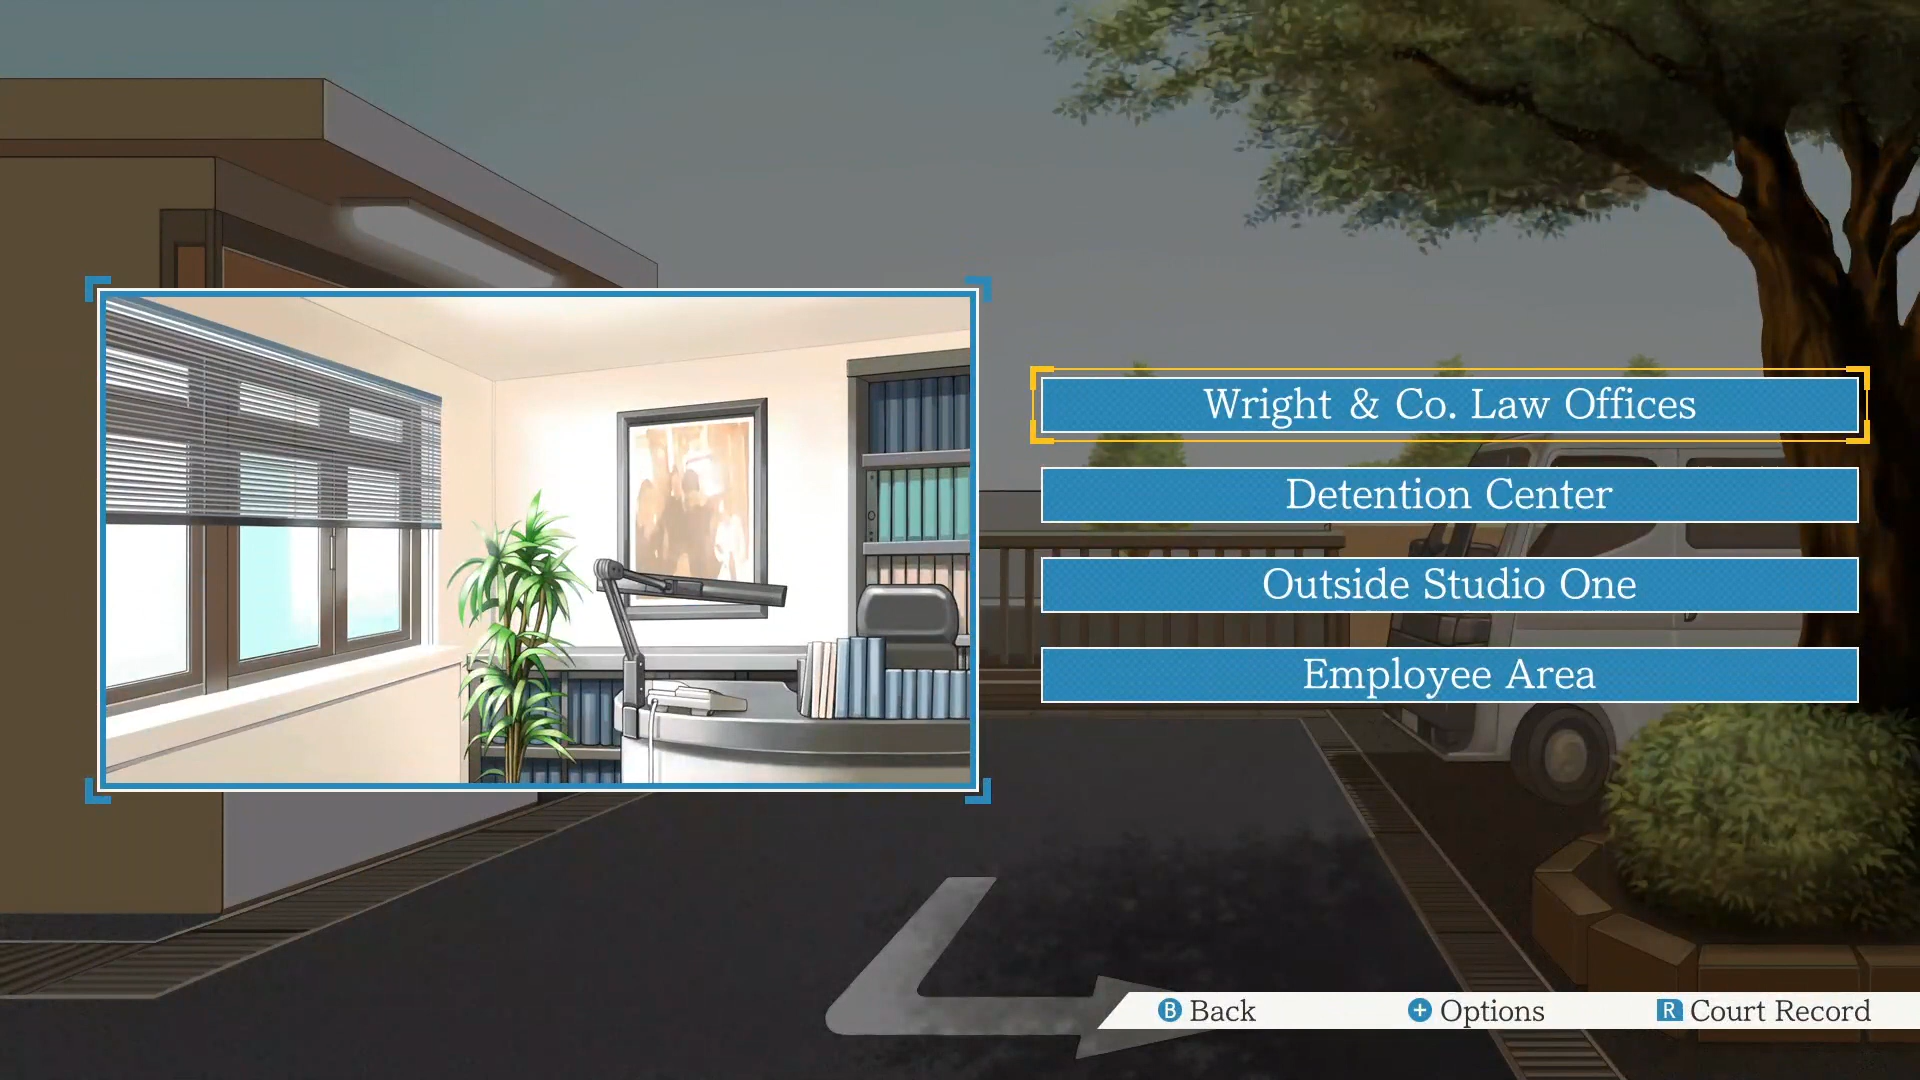 Wright & Co. Law Offices
Detention Center
Outside Studio One
Employee Area
B Back + Options R Court Record